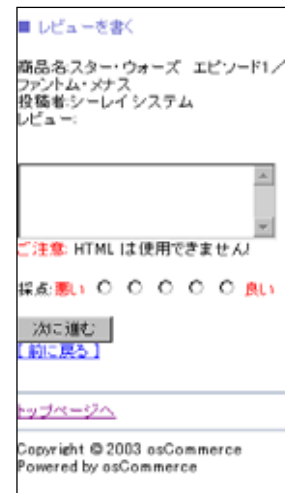 ■ レビューを書く
商品名:スター・ウォーズ エピソード1／
ファントム・メナス
投稿者:シーレイシステム
レビュー:
ご注意: HTML は使用できません!
採点: 悪い 良い
次に進む
[ 前に戻る ]
トップページへ
Copyright © 2003 osCommerce
Powered by osCommerce